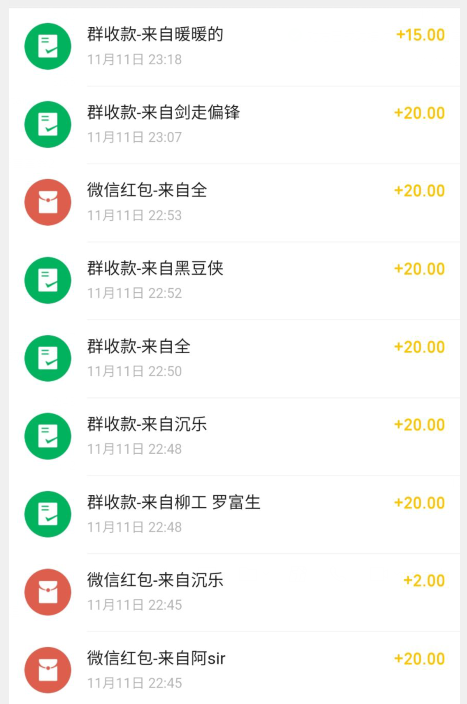 群收款-来自暖暖的 +15.00
11月11日 23:18
群收款-来自剑走偏锋 +20.00
11月11日 23:07
微信红包-来自全 +20.00
11月11日 22:53
群收款-来自黑豆侠 +20.00
11月11日 22:52
群收款-来自全 +20.00
11月11日 22:50
群收款-来自沉乐 +20.00
11月11日 22:48
群收款-来自柳工 罗富生 +20.00
11月11日 22:48
微信红包-来自沉乐 +2.00
11月11日 22:45
微信红包-来自阿sir +20.00
11月11日 22:45